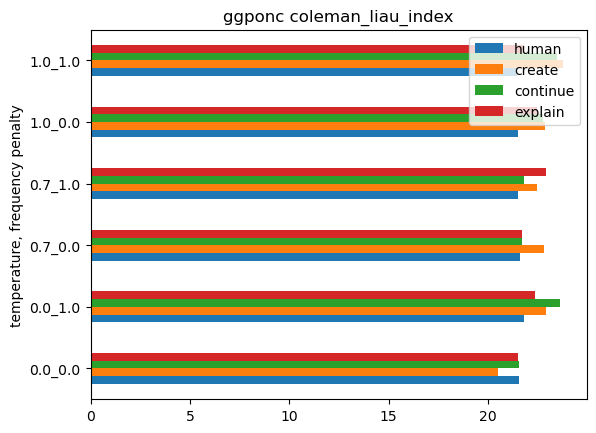 ggponc coleman_liau_index
human
create
continue
explain
temperature, frequency penalty
1.0_1.0
1.0_0.0
0.7_1.0
0.7_0.0
0.0_1.0
0.0_0.0
0 5 10 15 20